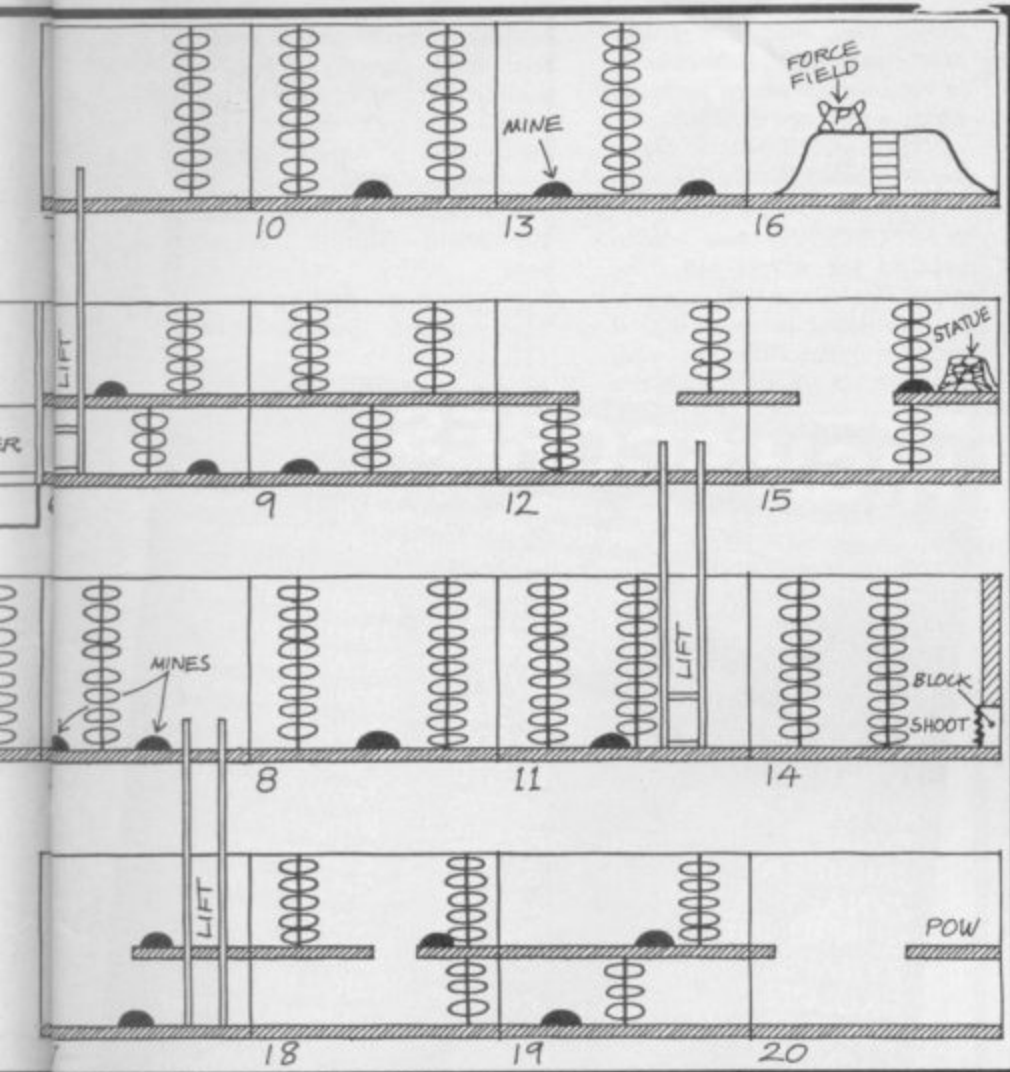 FORCE
FIELD
P
MINE
10
13
16
LIFT
STATUE
ER
9
12
15
MINES
LIFT
BLOCK
SHOOT
8
11
14
LIFT
POW
18
19
20